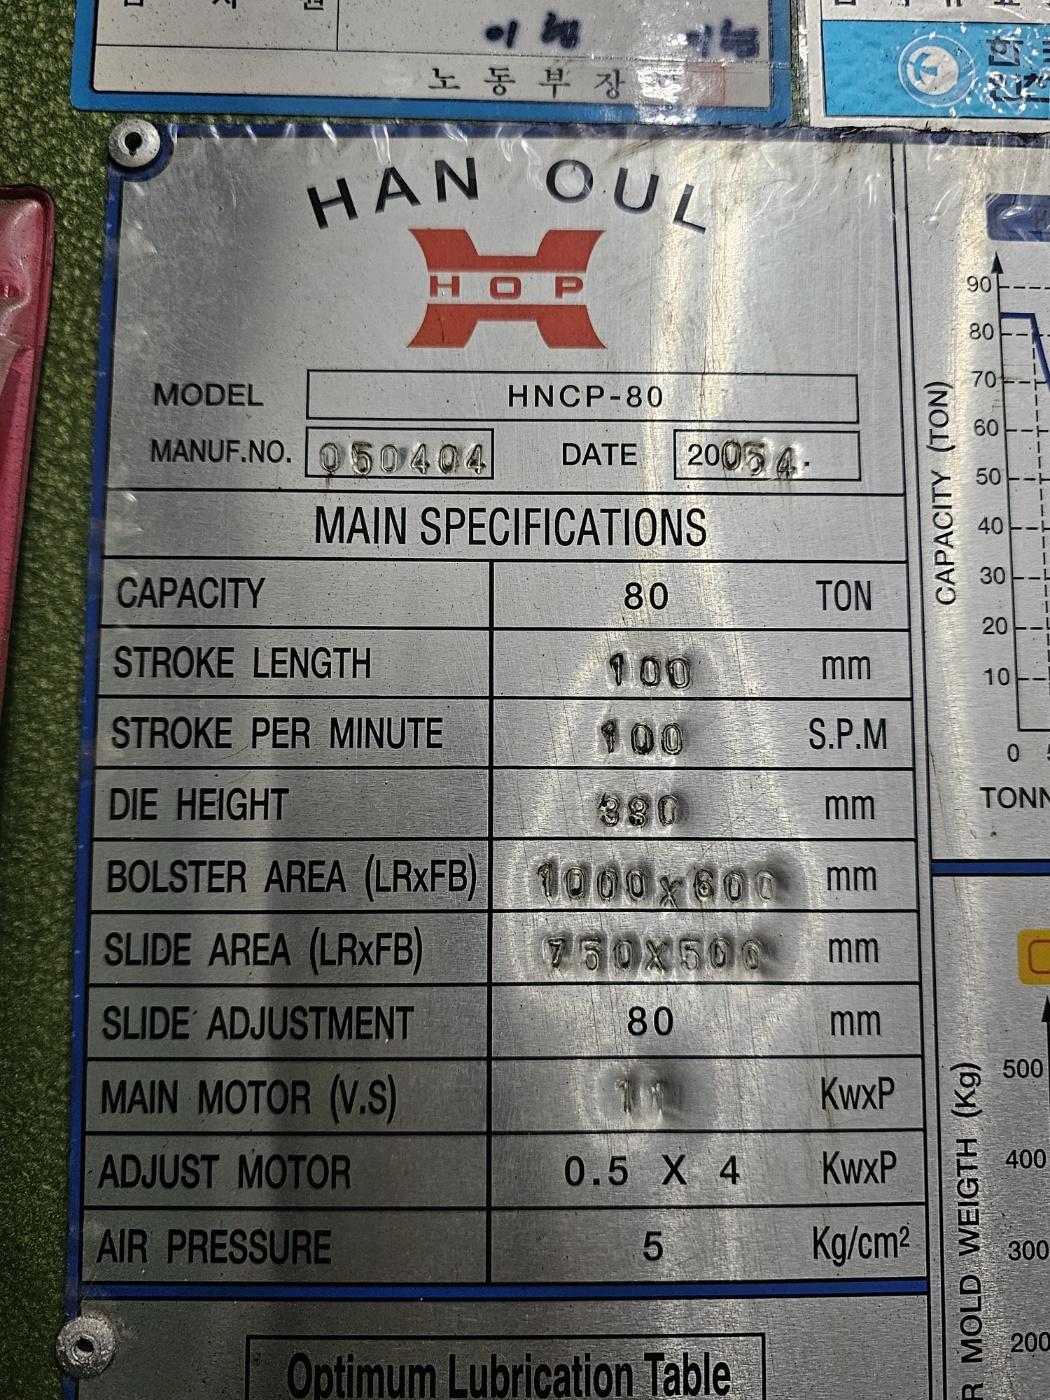 노 동 부 장
HAN OUL
HOP
MODEL HNCP-80
MANUF.NO. 050404 DATE 20054.
MAIN SPECIFICATIONS
CAPACITY 80 TON
STROKE LENGTH 100 mm
STROKE PER MINUTE 100 S.P.M
DIE HEIGHT mm
BOLSTER AREA (LRxFB) 1000x600 mm
SLIDE AREA (LRxFB) 750X500 mm
SLIDE ADJUSTMENT 80 mm
MAIN MOTOR (V.S) 11 KwxP
ADJUST MOTOR 0.5 X 4 KwxP
AIR PRESSURE 5 Kg/cm²
Optimum Lubrication Table
CAPACITY (TON)
90
80
70
60
50
40
30
20
10
0
TONN
R MOLD WEIGTH (Kg)
500
400
300
200